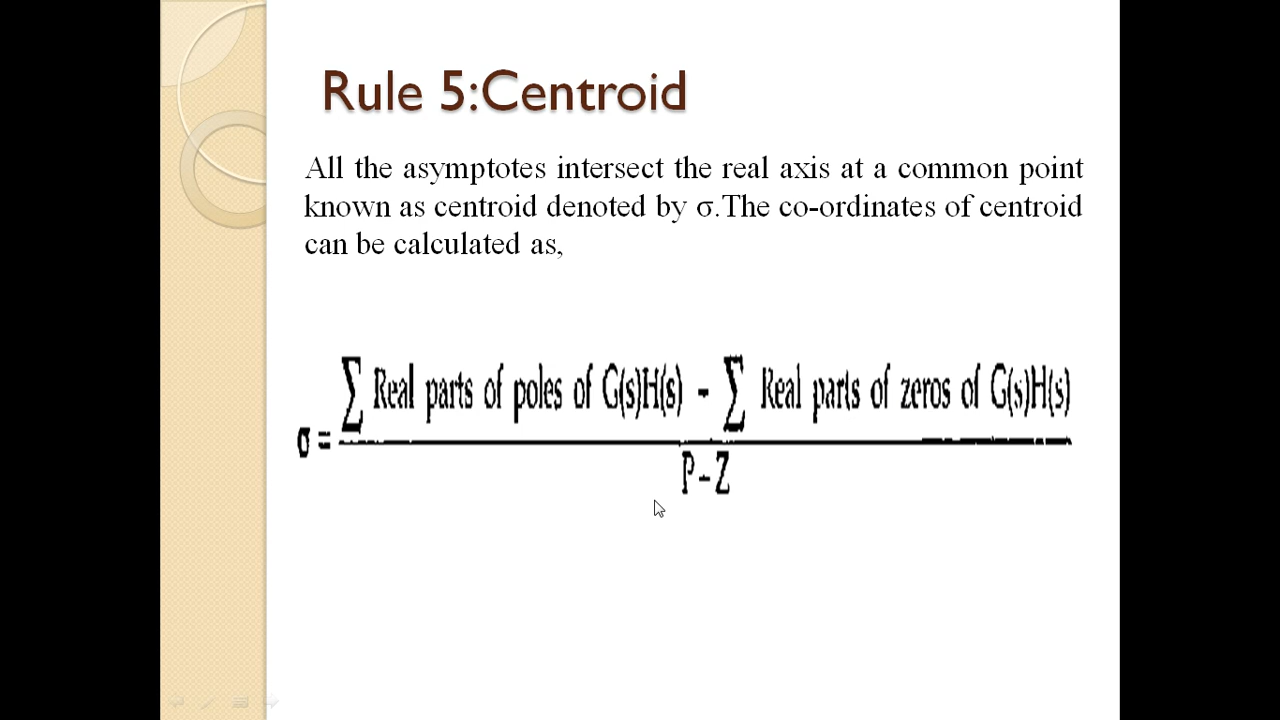 Rule 5:Centroid
All the asymptotes intersect the real axis at a common point
known as centroid denoted by σ.The co-ordinates of centroid
can be calculated as,
∑ Real parts of poles of G(s)H(s) - ∑ Real parts of zeros of G(s)H(s)
σ =
P - Z